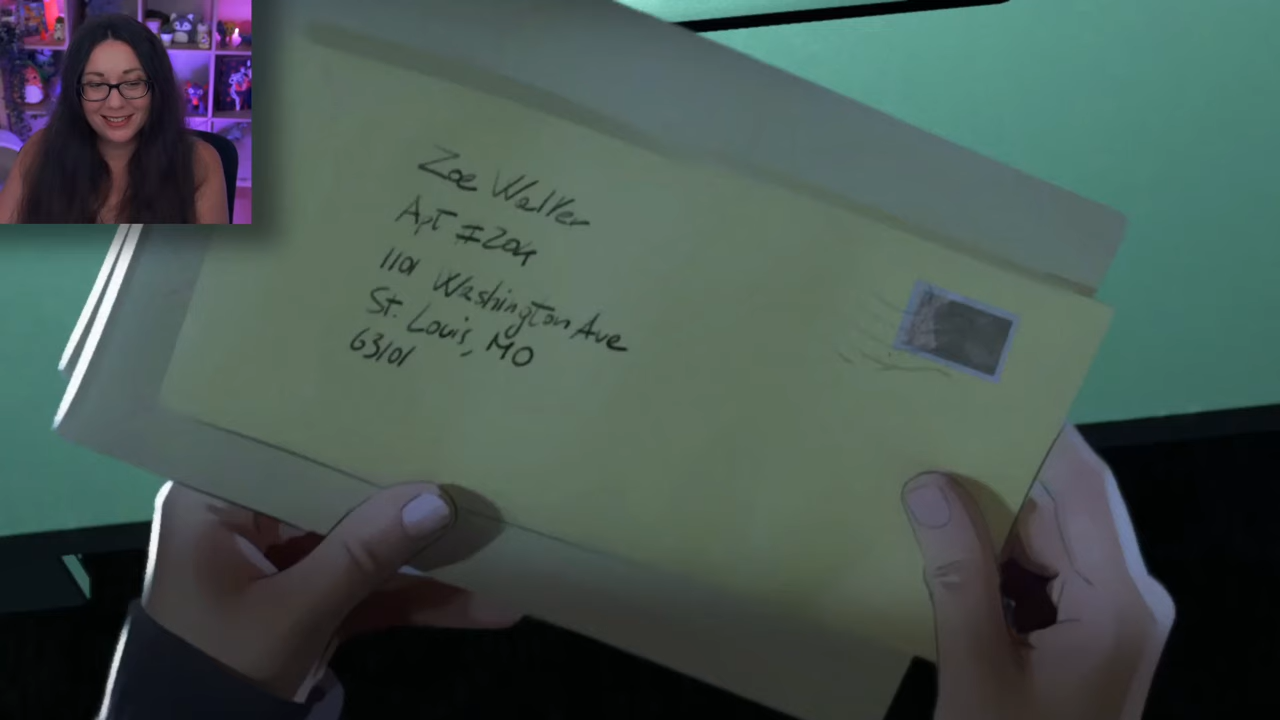 Zoe Walker
Apt #204
1101 Washington Ave
St. Louis, MO
63101